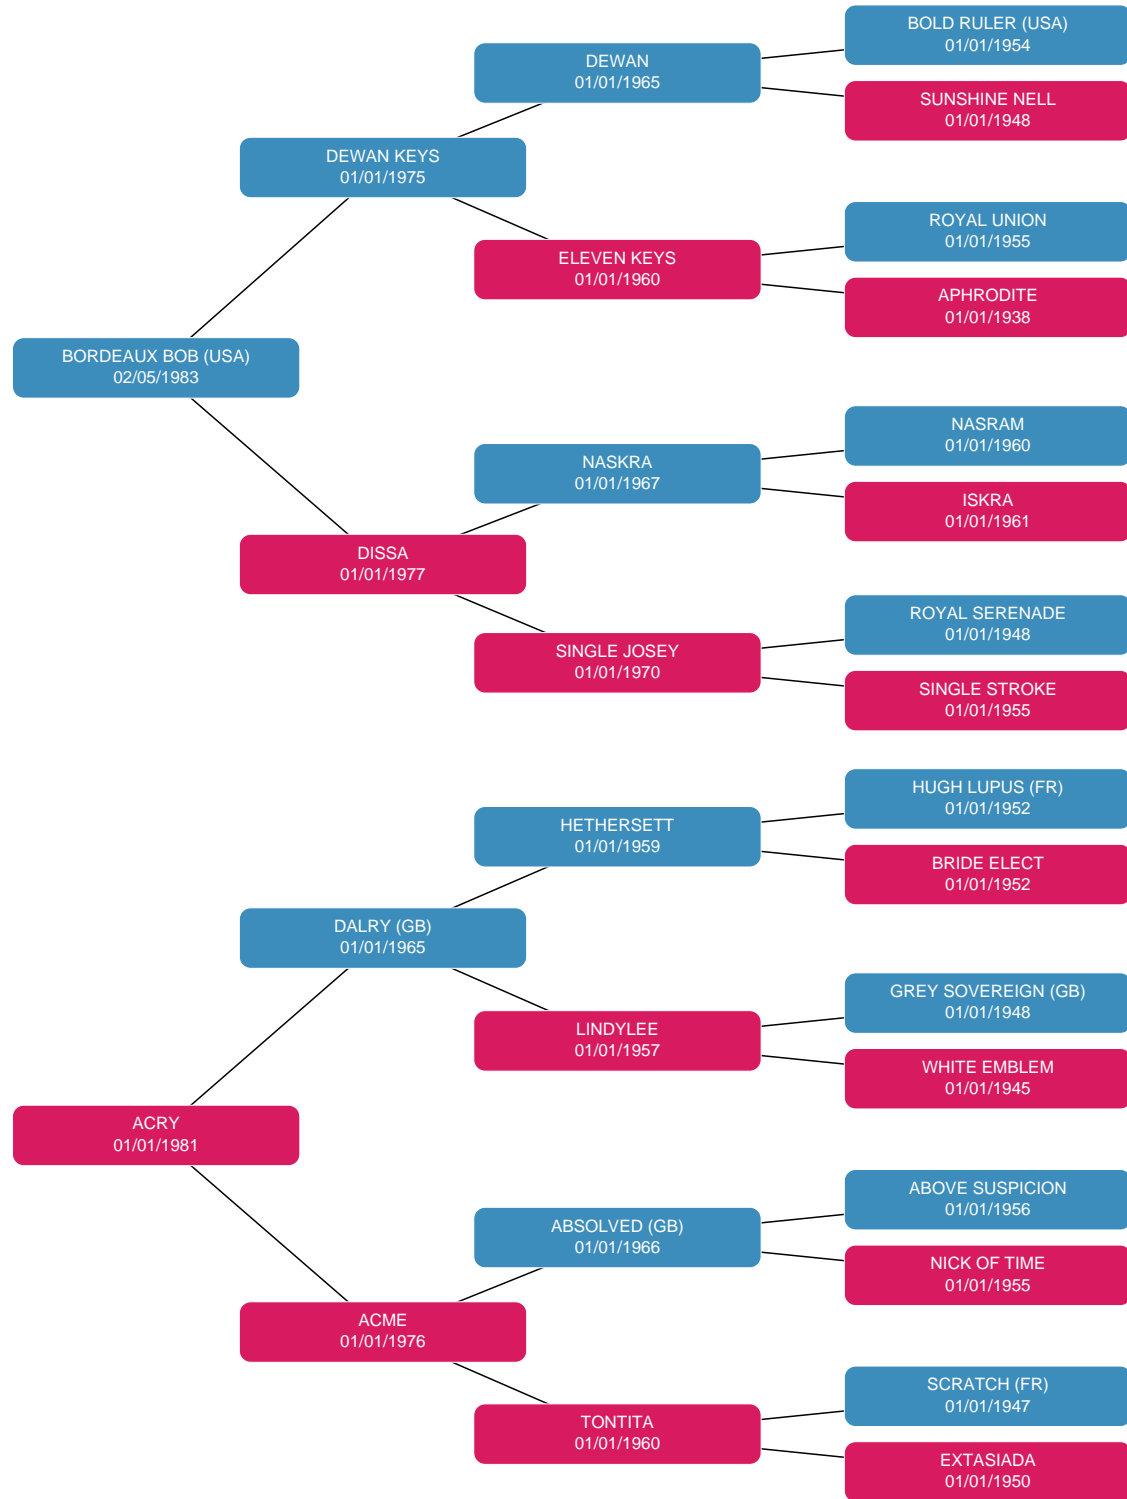 BOLD RULER (USA)
01/01/1954
DEWAN
01/01/1965
SUNSHINE NELL
01/01/1948
DEWAN KEYS
01/01/1975
ROYAL UNION
01/01/1955
ELEVEN KEYS
01/01/1960
APHRODITE
01/01/1938
BORDEAUX BOB (USA)
02/05/1983
NASRAM
01/01/1960
NASKRA
01/01/1967
ISKRA
01/01/1961
DISSA
01/01/1977
ROYAL SERENADE
01/01/1948
SINGLE JOSEY
01/01/1970
SINGLE STROKE
01/01/1955
HUGH LUPUS (FR)
01/01/1952
HETHERSETT
01/01/1959
BRIDE ELECT
01/01/1952
DALRY (GB)
01/01/1965
GREY SOVEREIGN (GB)
01/01/1948
LINDYLEE
01/01/1957
WHITE EMBLEM
01/01/1945
ACRY
01/01/1981
ABOVE SUSPICION
01/01/1956
ABSOLVED (GB)
01/01/1966
NICK OF TIME
01/01/1955
ACME
01/01/1976
SCRATCH (FR)
01/01/1947
TONTITA
01/01/1960
EXTASIADA
01/01/1950